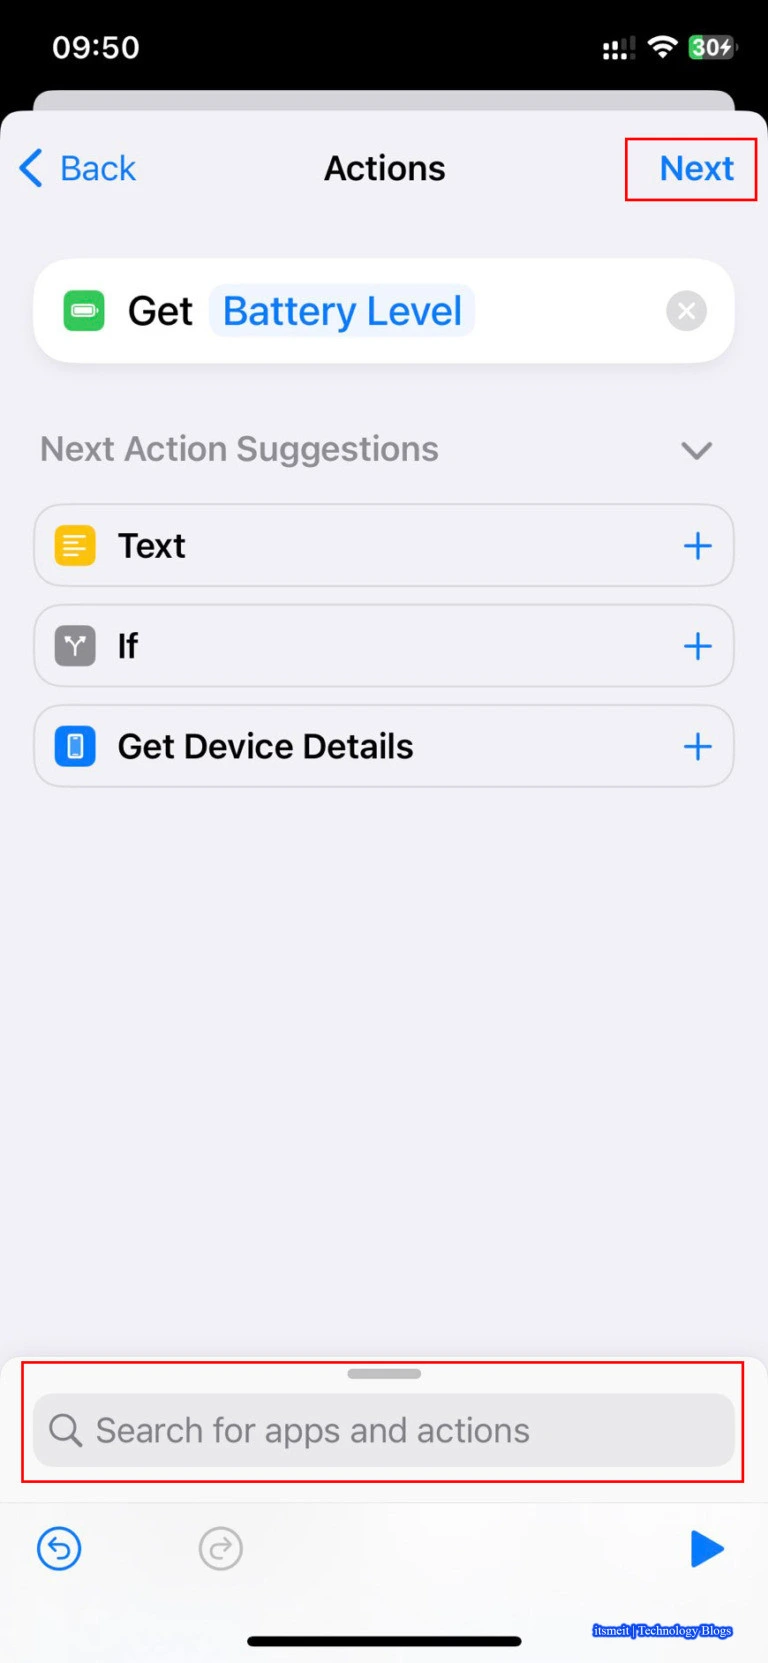 09:50
30
Back
Actions
Next
Get Battery Level
Next Action Suggestions
Text
If
Get Device Details
Search for apps and actions
itsmeit | Technology Blogs